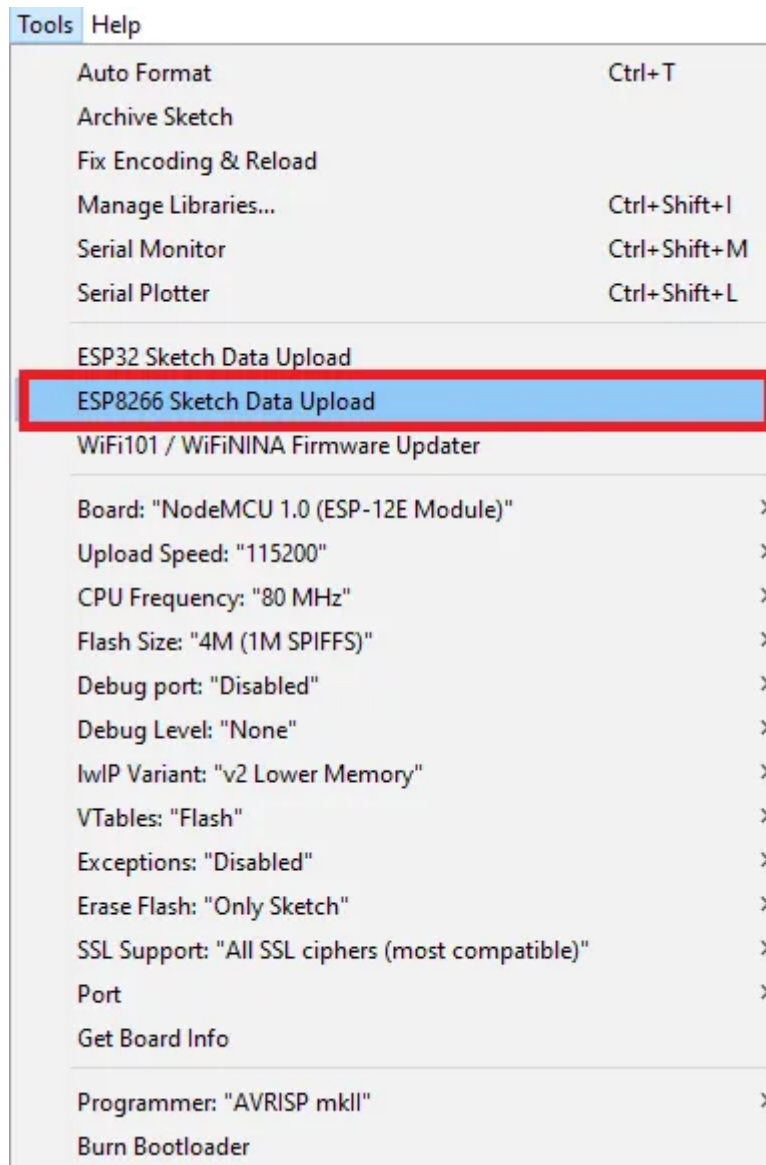 Tools Help
Auto Format Ctrl+T
Archive Sketch
Fix Encoding & Reload
Manage Libraries... Ctrl+Shift+I
Serial Monitor Ctrl+Shift+M
Serial Plotter Ctrl+Shift+L
ESP32 Sketch Data Upload
ESP8266 Sketch Data Upload
WiFi101 / WiFiNINA Firmware Updater
Board: "NodeMCU 1.0 (ESP-12E Module)"
Upload Speed: "115200"
CPU Frequency: "80 MHz"
Flash Size: "4M (1M SPIFFS)"
Debug port: "Disabled"
Debug Level: "None"
lwIP Variant: "v2 Lower Memory"
VTables: "Flash"
Exceptions: "Disabled"
Erase Flash: "Only Sketch"
SSL Support: "All SSL ciphers (most compatible)"
Port
Get Board Info
Programmer: "AVRISP mkII"
Burn Bootloader